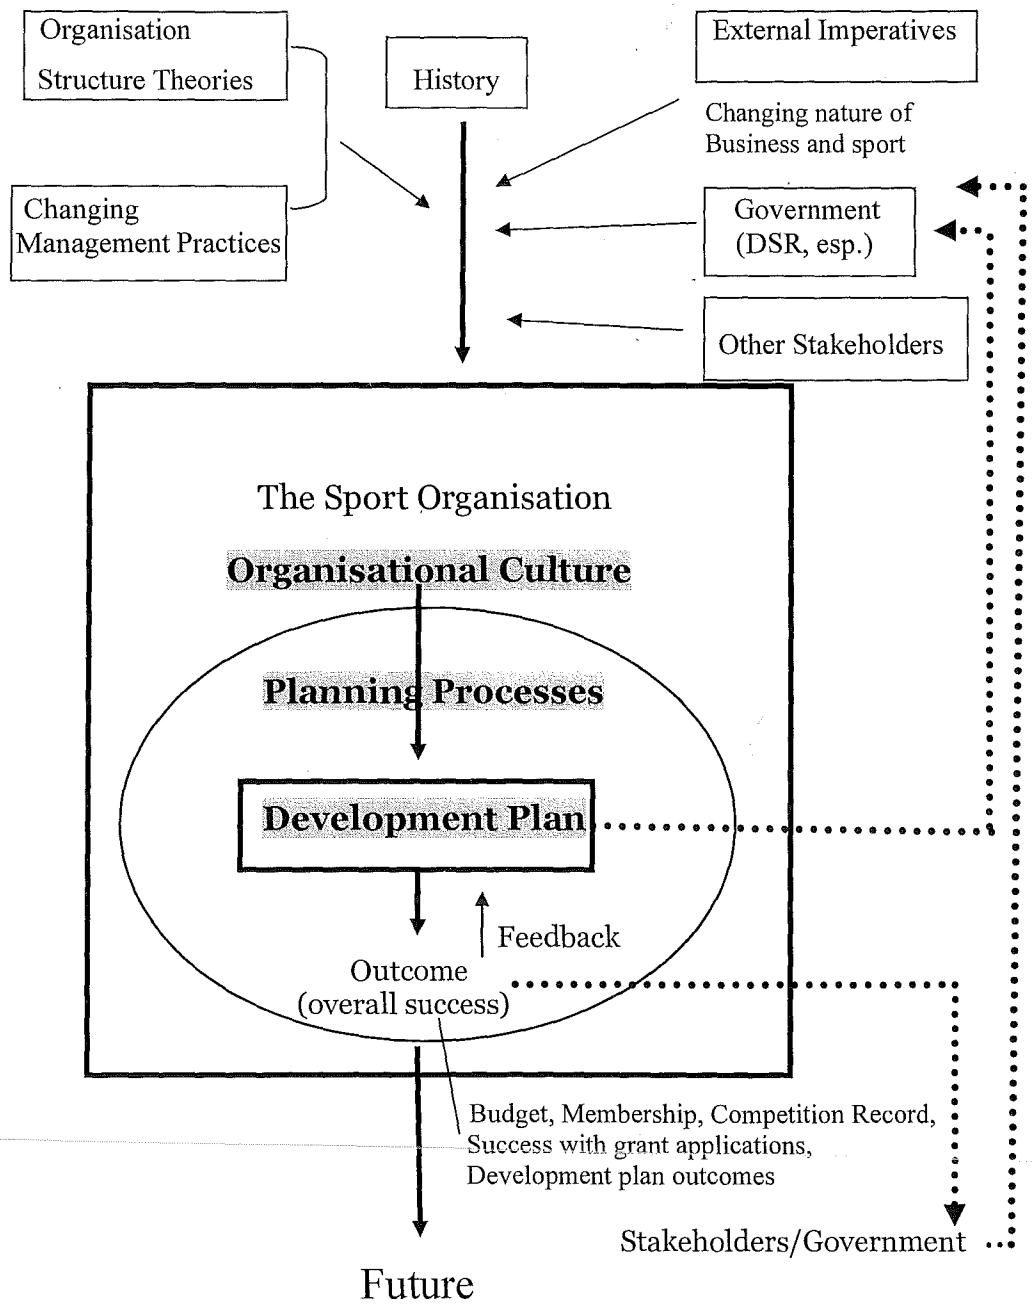 Organisation
Structure Theories
History
External Imperatives
Changing nature of
Business and sport
Changing
Management Practices
Government
(DSR, esp.)
Other Stakeholders
The Sport Organisation
Organisational Culture
Planning Processes
Development Plan
Feedback
Outcome
(overall success)
Budget, Membership, Competition Record,
Success with grant applications,
Development plan outcomes
Stakeholders/Government
Future